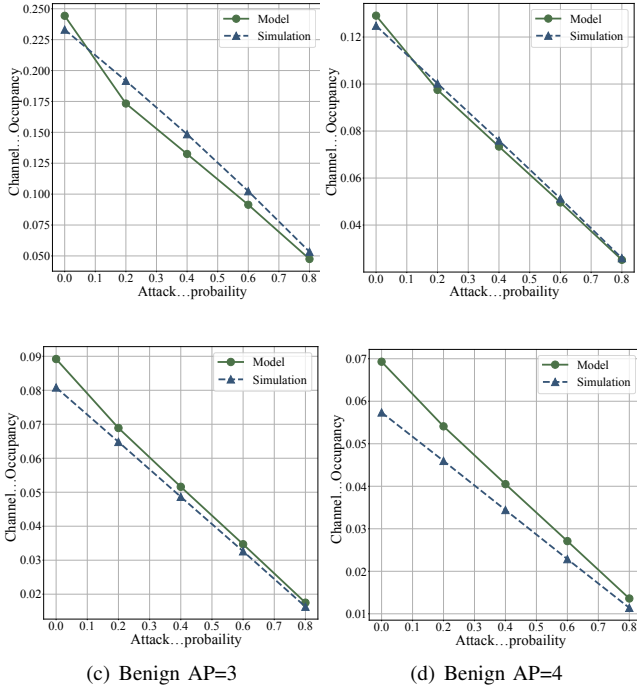 0.250
0.225
0.200
0.175
0.150
0.125
0.100
0.075
0.050
Channel...Occupancy
Model
Simulation
0.0 0.1 0.2 0.3 0.4 0.5 0.6 0.7 0.8
Attack...probaility
0.12
0.10
0.08
0.06
0.04
Channel...Occupancy
Model
Simulation
0.0 0.1 0.2 0.3 0.4 0.5 0.6 0.7 0.8
Attack...probaility
0.09
0.08
0.07
0.06
0.05
0.04
0.03
0.02
Channel...Occupancy
Model
Simulation
0.0 0.1 0.2 0.3 0.4 0.5 0.6 0.7 0.8
Attack...probaility
(c) Benign AP=3
0.07
0.06
0.05
0.04
0.03
0.02
0.01
Channel...Occupancy
Model
Simulation
0.0 0.1 0.2 0.3 0.4 0.5 0.6 0.7 0.8
Attack...probaility
(d) Benign AP=4